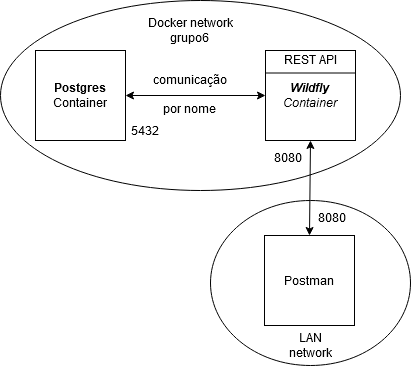 Docker network
grupo6
REST API
Postgres
Container
comunicação
por nome
Wildfly
Container
5432
8080
8080
Postman
LAN
network